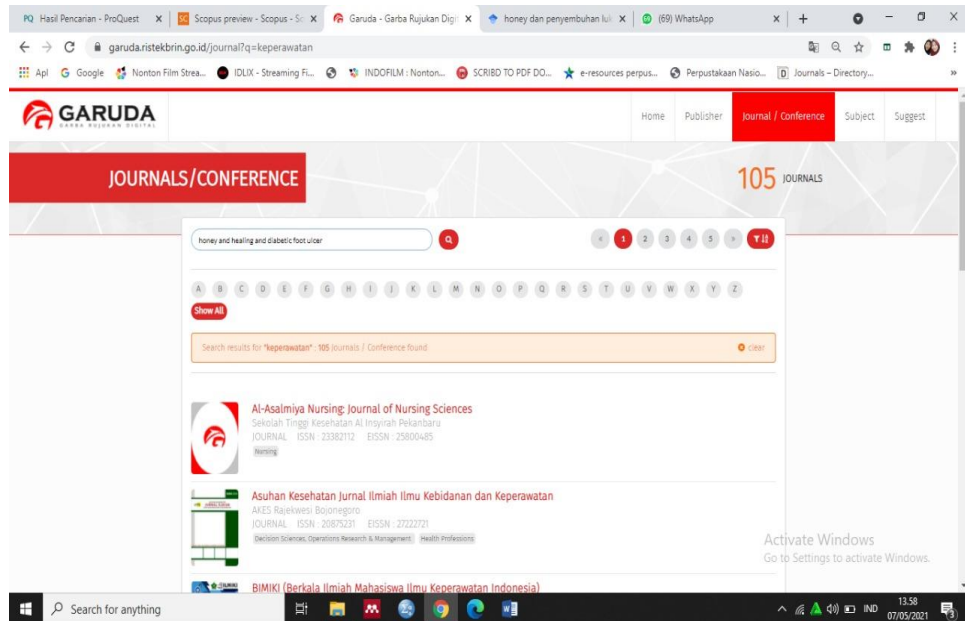 PQ Hasil Pencarian - ProQuest
SC Scopus preview - Scopus - Sc
Garuda - Garba Rujukan Digi
honey dan penyembuhan luk
(69) WhatsApp
garuda.ristekbrin.go.id/journal?q=keperawatan
Apl
G Google
Nonton Film Strea...
IDLIX - Streaming Fi...
INDOFILM : Nonton...
SCRIBD TO PDF DO...
e-resources perpus...
Perpustakaan Nasio...
Journals – Directory...
GARUDA
GARBA RUJUKAN DIGITAL
Home
Publisher
Journal / Conference
Subject
Suggest
JOURNALS/CONFERENCE
105 JOURNALS
honey and healing and diabetic foot ulcer
« 1 2 3 4 5 »
A B C D E F G H I J K L M N O P Q R S T U V W X Y Z
Show All
Search results for "keperawatan" : 105 Journals / Conference found
clear
Al-Asalmiya Nursing: Journal of Nursing Sciences
Sekolah Tinggi Kesehatan Al Insyirah Pekanbaru
JOURNAL ISSN : 23382112 EISSN : 25800485
Nursing
Asuhan Kesehatan Jurnal Ilmiah Ilmu Kebidanan dan Keperawatan
AKES Rajekwesi Bojonegoro
JOURNAL ISSN : 20875231 EISSN : 27222721
Decision Sciences, Operations Research & Management
Health Professions
BIMIKI (Berkala Ilmiah Mahasiswa Ilmu Keperawatan Indonesia)
Activate Windows
Go to Settings to activate Windows.
Search for anything
IND
13.58
07/05/2021